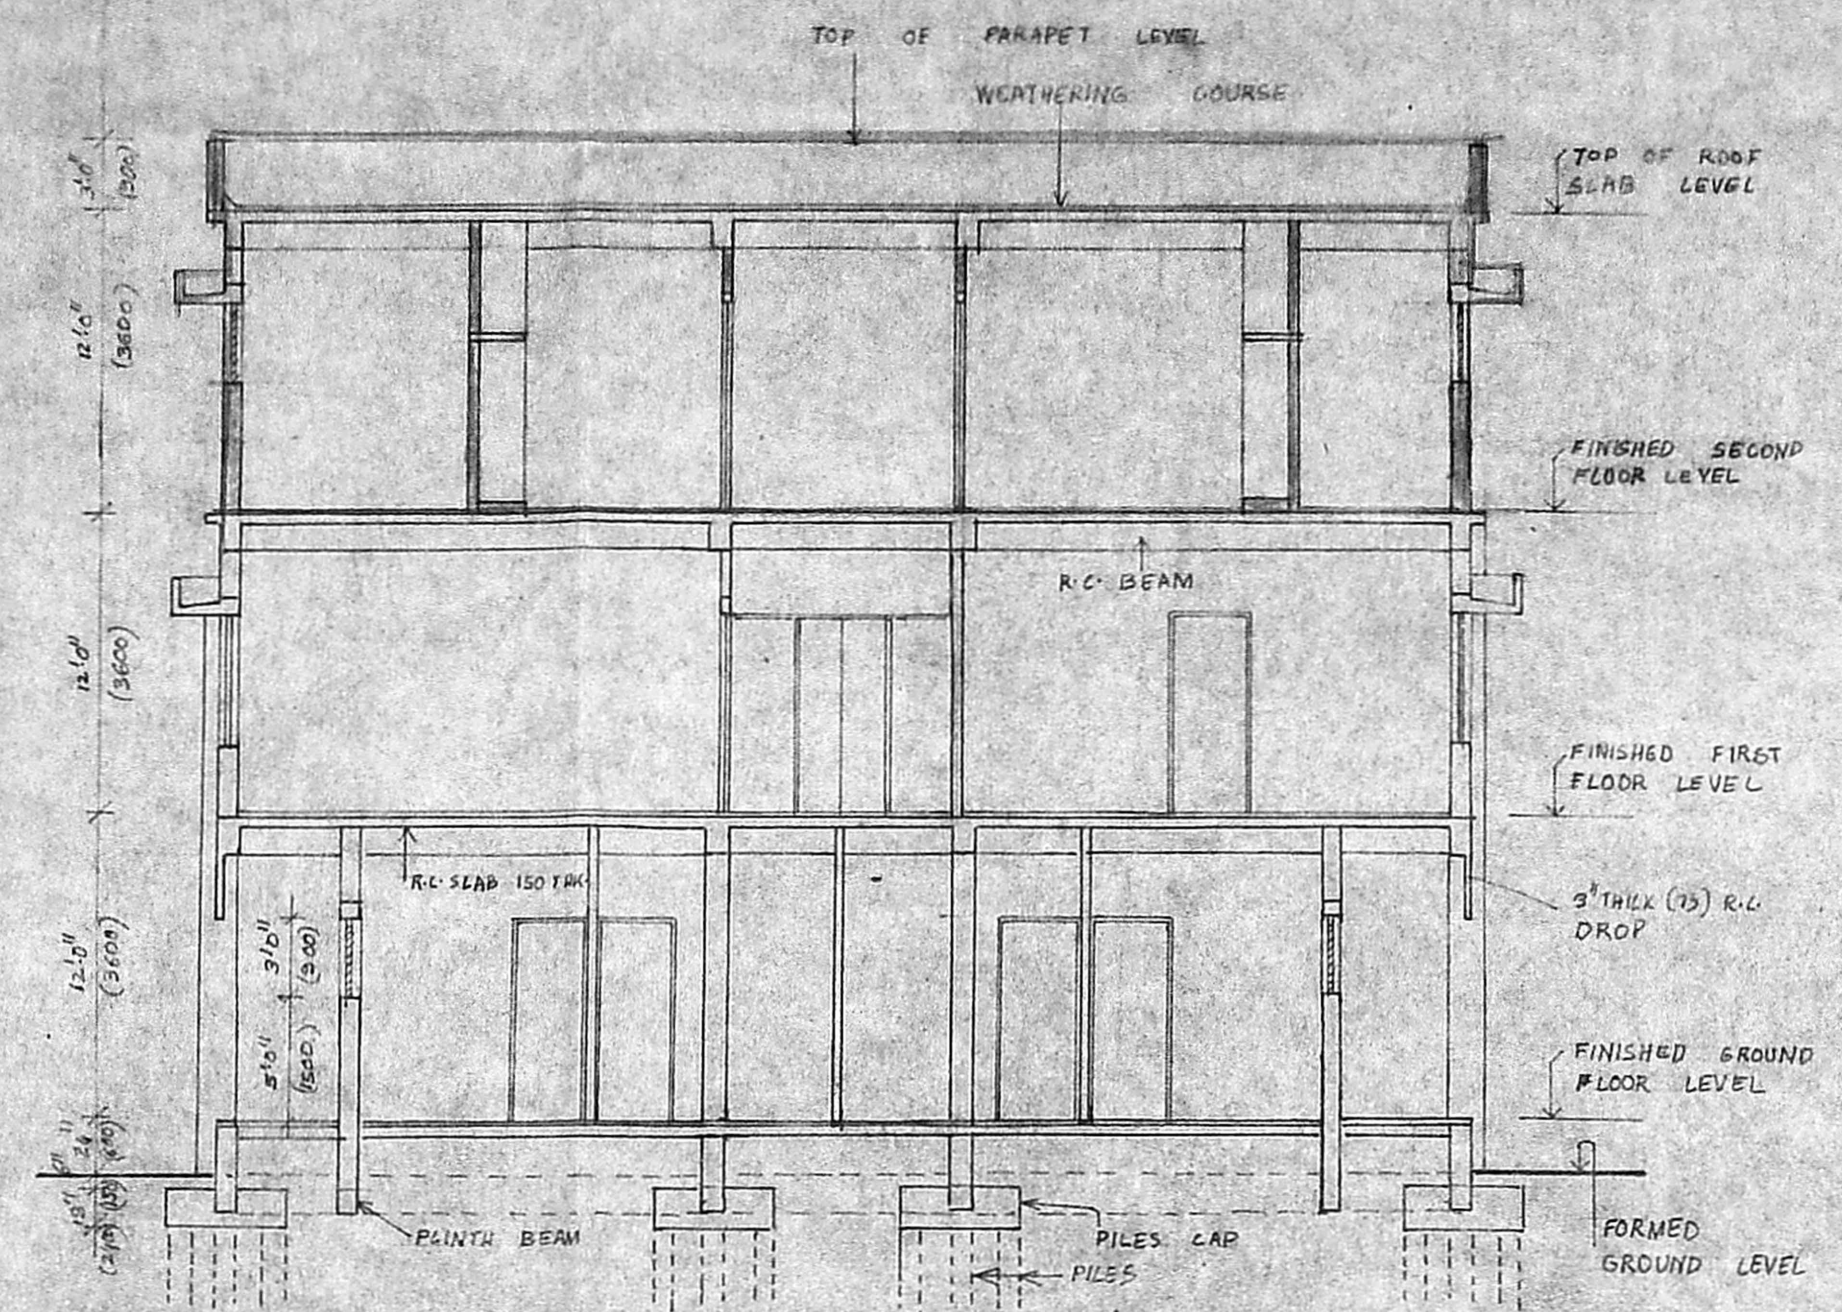 TOP OF PARAPET LEVEL
WEATHERING COURSE
TOP OF ROOF
SLAB LEVEL
3'.0"
(900)
12'.0"
(3600)
FINISHED SECOND
FLOOR LEVEL
R.C. BEAM
12'.0"
(3600)
FINISHED FIRST
FLOOR LEVEL
R.C. SLAB 150 THK.
3" THICK (75) R.C.
DROP
12'.0"
(3600)
3'.0"
(900)
5'.0"
(1500)
FINISHED GROUND
FLOOR LEVEL
(600)
PLINTH BEAM
PILES CAP
PILES
FORMED
GROUND LEVEL